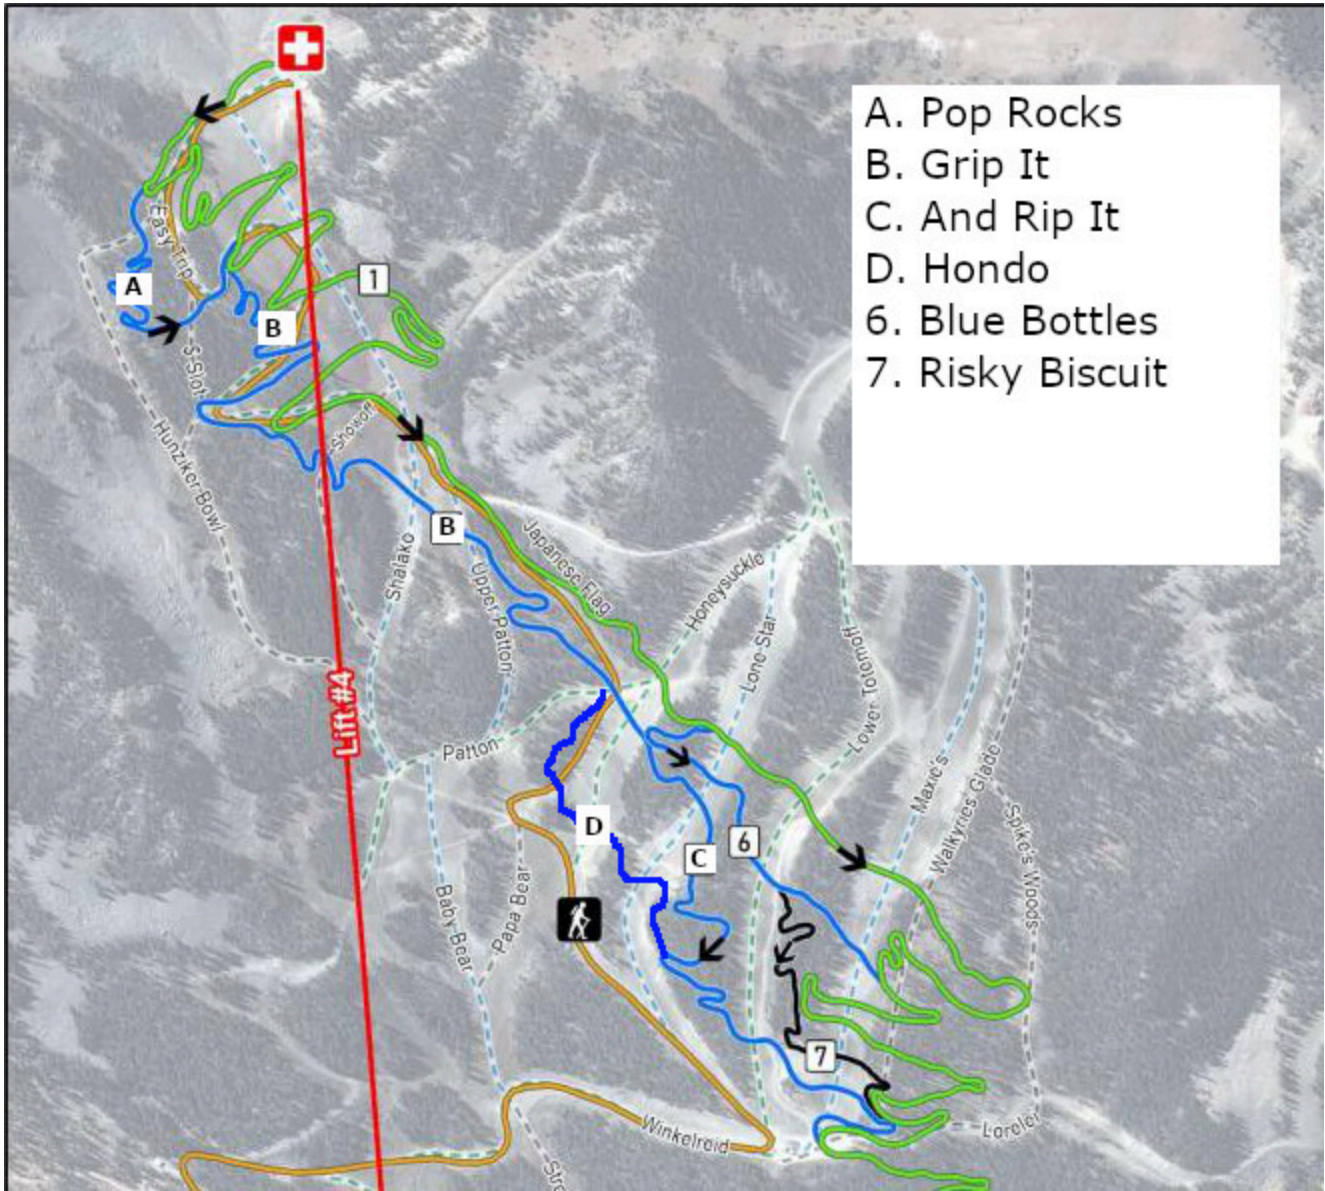 A. Pop Rocks
B. Grip It
C. And Rip It
D. Hondo
6. Blue Bottles
7. Risky Biscuit
Easy Trip
A
1
B
S Slot
Showoff
Hunziker Bowl
B
Japanese Flag
Shalako
Upper Patton
Honeysuckle
Lone Star
Lower Totemoff
Lift #4
Patton
Maxie's
Walkyries Glade
Spike's Woods
D
6
C
Baby Bear
Papa Bear
7
Winkelreid
Lorelei
Stro